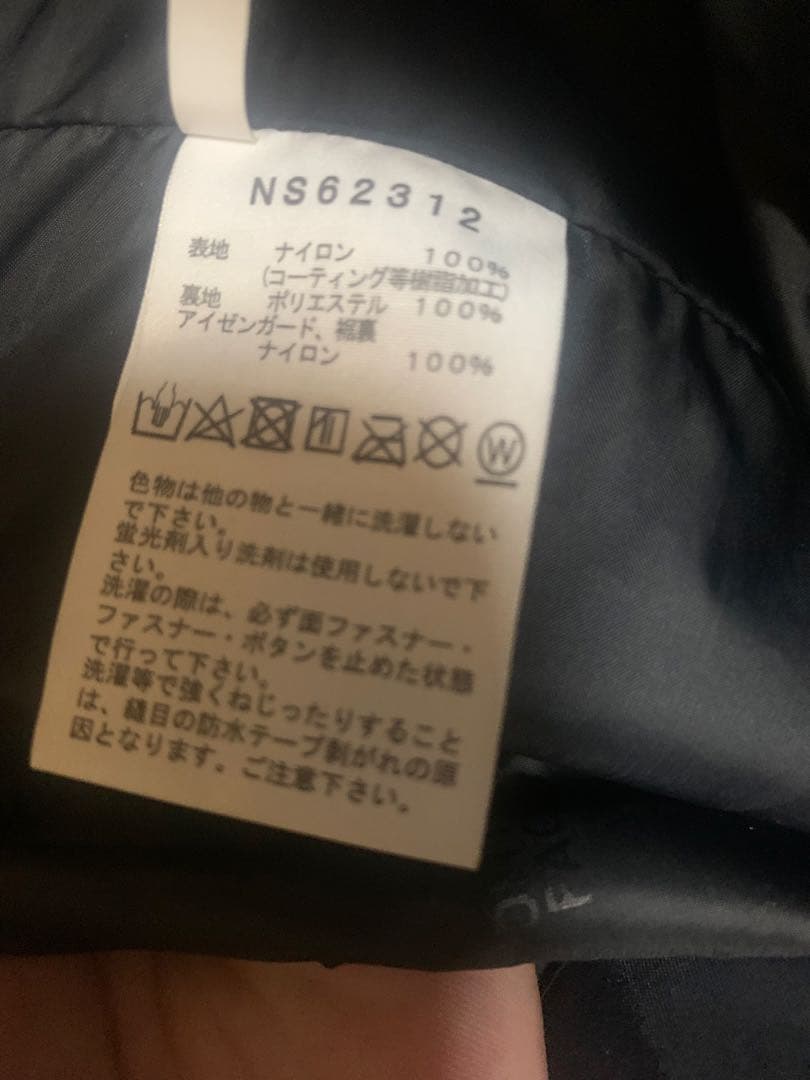 NS62312
表地 ナイロン 100%
(コーティング等樹脂加工)
裏地 ポリエステル 100%
アイゼンガード、裾裏
ナイロン 100%
W
色物は他の物と一緒に洗濯しない
で下さい。
蛍光剤入り洗剤は使用しないで下
さい。
洗濯の際は、必ず面ファスナー・
ファスナー・ボタンを止めた状態
で行って下さい。
洗濯等で強くねじったりすること
は、縫目の防水テープ剥がれの原
因となります。ご注意下さい。